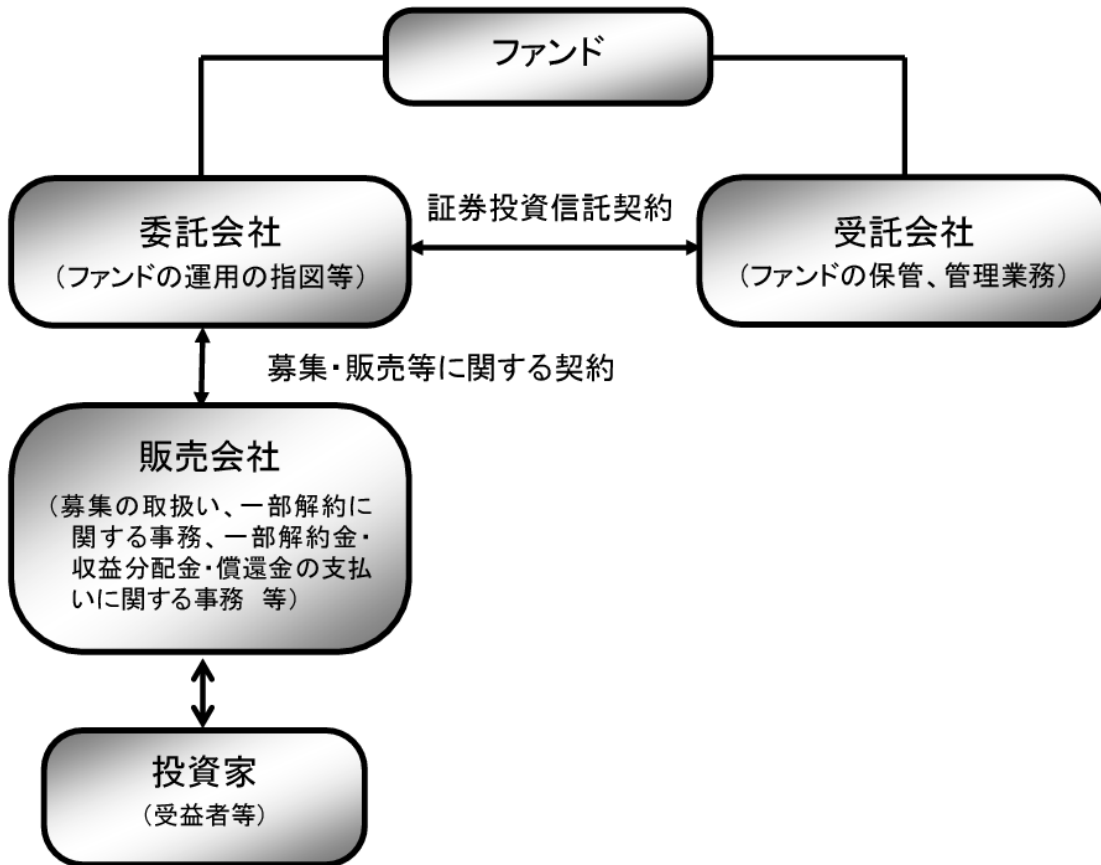 ファンド
委託会社
（ファンドの運用の指図等）
証券投資信託契約
受託会社
（ファンドの保管、管理業務）
募集・販売等に関する契約
販売会社
（募集の取扱い、一部解約に
関する事務、一部解約金・
収益分配金・償還金の支払
いに関する事務　等）
投資家
（受益者等）